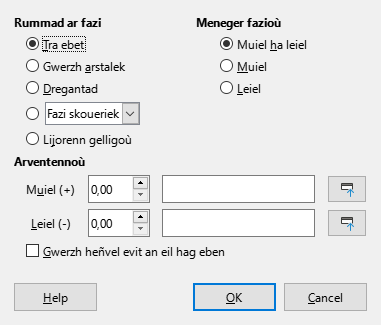 Rummad ar fazi
Tra ebet
Gwerzh arstalek
Dregantad
Fazi skoueriek
Lijorenn gelligoù
Meneger fazioù
Muiel ha leiel
Muiel
Leiel
Arventennoù
Muiel (+) 0,00
Leiel (-) 0,00
Gwerzh heñvel evit an eil hag eben
Help OK Cancel